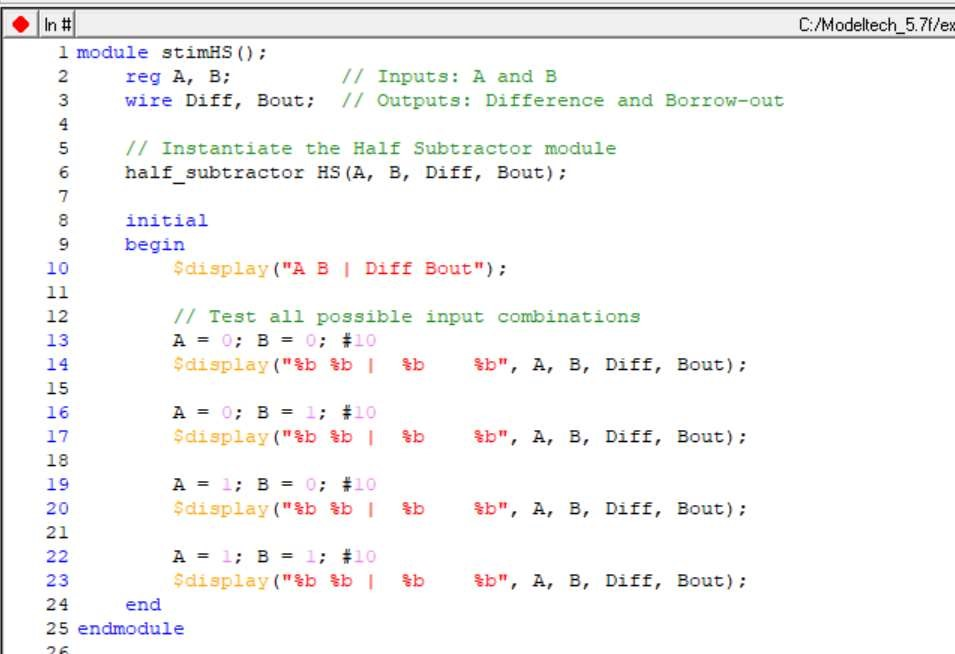 In #
C:/Modeltech_5.7f/ex
1 module stimHS();
2     reg A, B;         // Inputs: A and B
3     wire Diff, Bout;  // Outputs: Difference and Borrow-out
4
5     // Instantiate the Half Subtractor module
6     half_subtractor HS(A, B, Diff, Bout);
7
8     initial
9     begin
10         $display("A B | Diff Bout");
11
12         // Test all possible input combinations
13         A = 0; B = 0; #10
14         $display("%b %b |  %b    %b", A, B, Diff, Bout);
15
16         A = 0; B = 1; #10
17         $display("%b %b |  %b    %b", A, B, Diff, Bout);
18
19         A = 1; B = 0; #10
20         $display("%b %b |  %b    %b", A, B, Diff, Bout);
21
22         A = 1; B = 1; #10
23         $display("%b %b |  %b    %b", A, B, Diff, Bout);
24     end
25 endmodule
26